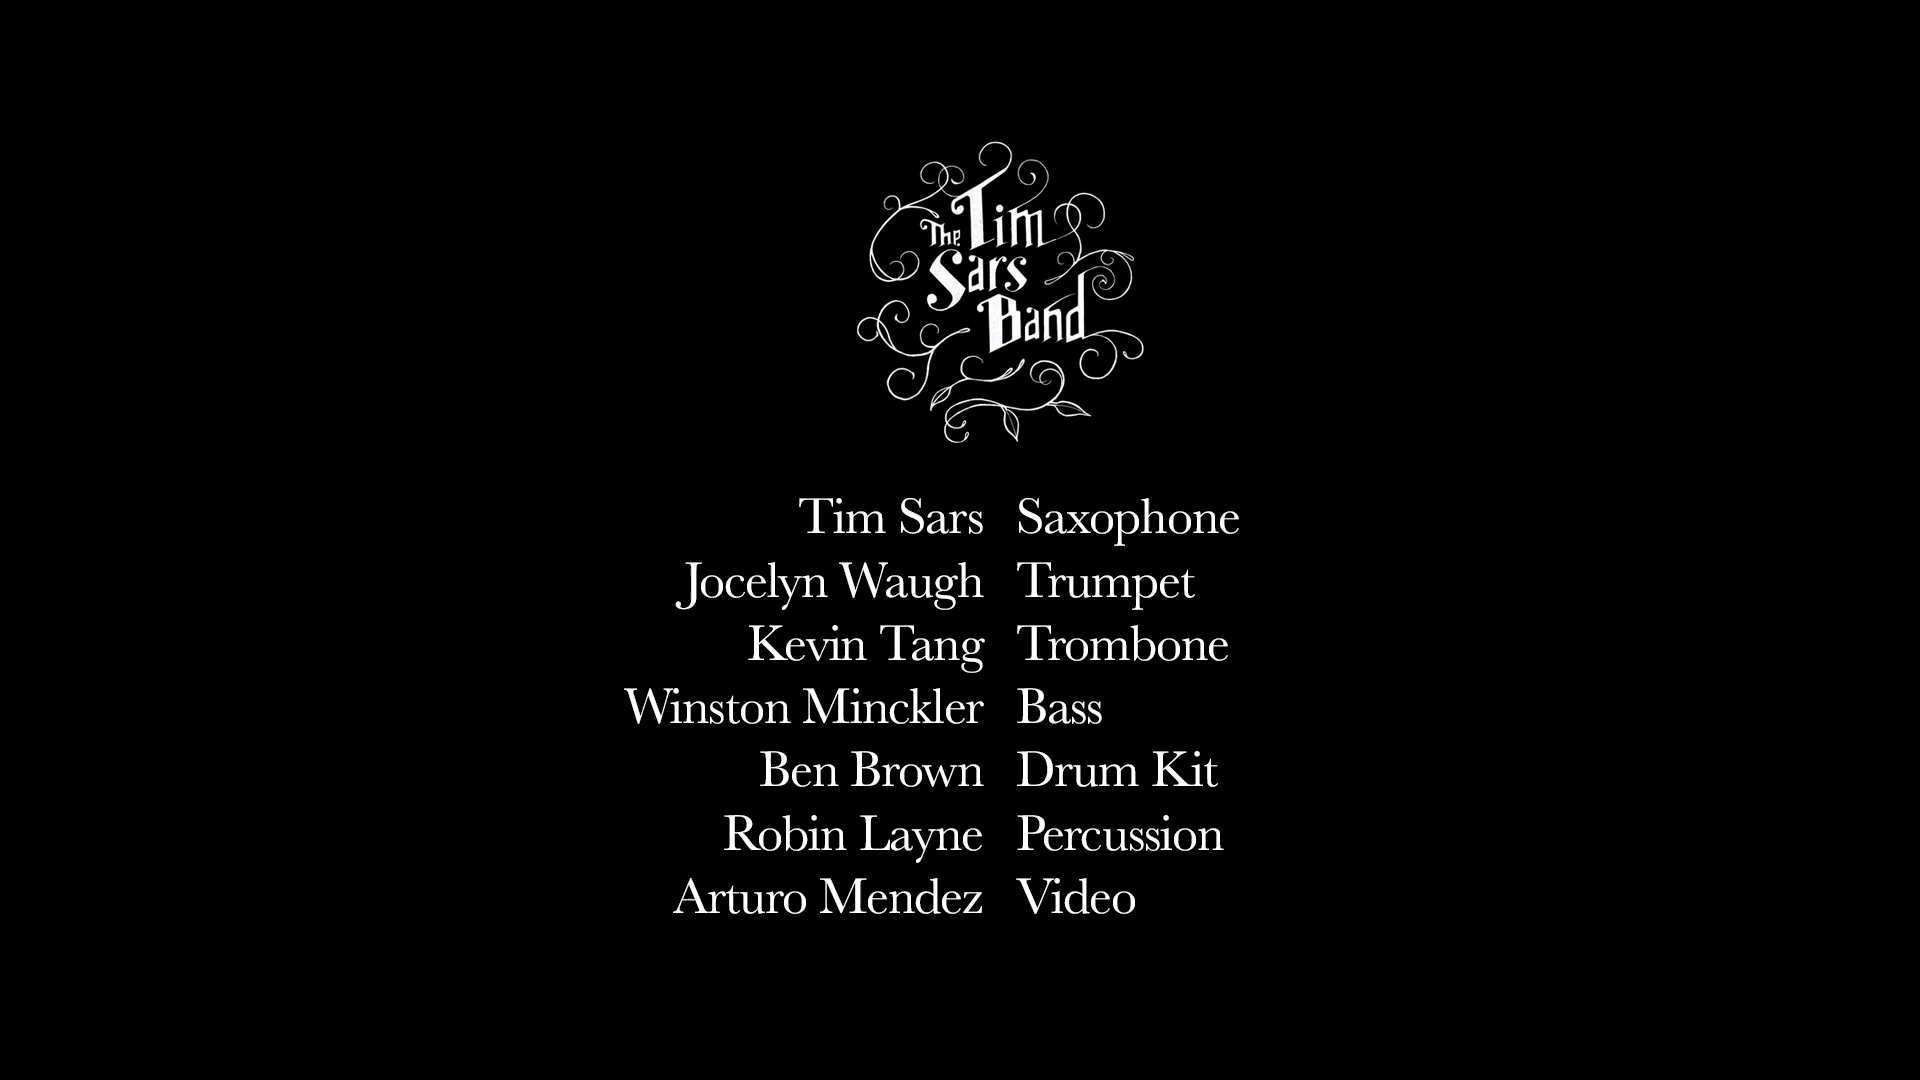 The Tim
Sars
Band
Tim Sars Saxophone
Jocelyn Waugh Trumpet
Kevin Tang Trombone
Winston Minckler Bass
Ben Brown Drum Kit
Robin Layne Percussion
Arturo Mendez Video